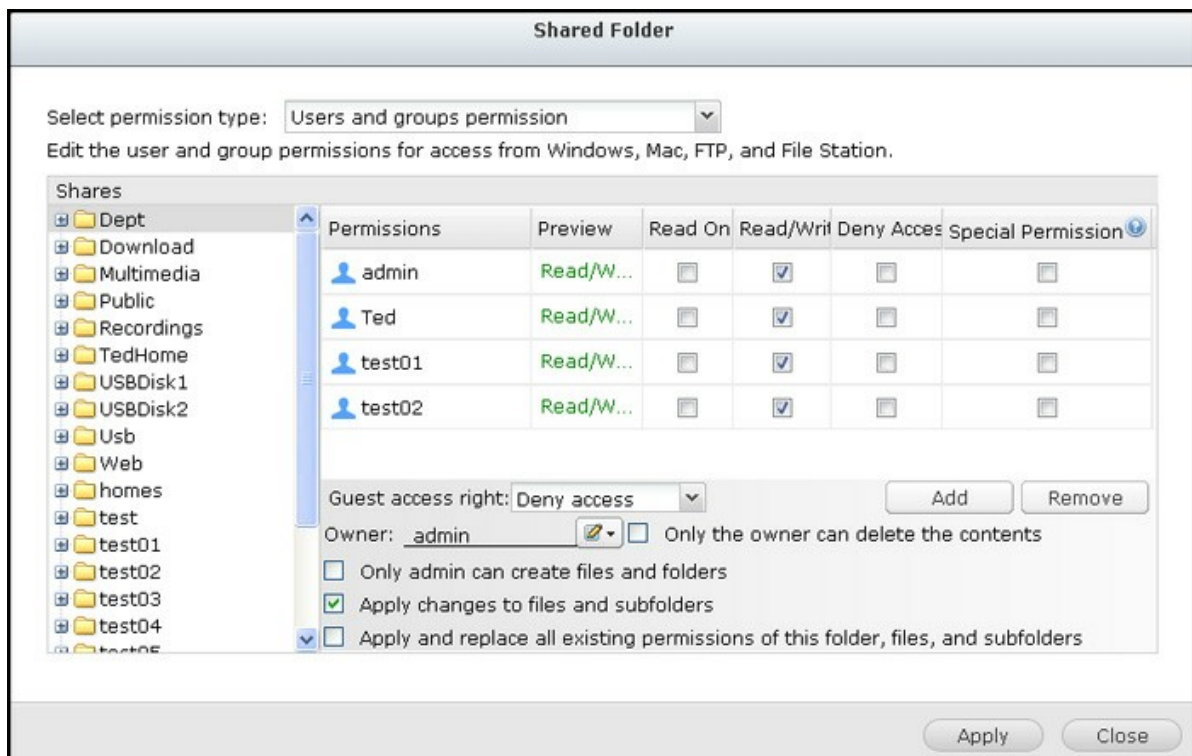 Shared Folder
Select permission type: Users and groups permission
Edit the user and group permissions for access from Windows, Mac, FTP, and File Station.
Shares
Dept
Download
Multimedia
Public
Recordings
TedHome
USBDisk1
USBDisk2
Usb
Web
homes
test
test01
test02
test03
test04
Permissions Preview Read On Read/Writ Deny Acces Special Permission
admin Read/W...
Ted Read/W...
test01 Read/W...
test02 Read/W...
Guest access right: Deny access Add Remove
Owner: admin Only the owner can delete the contents
Only admin can create files and folders
Apply changes to files and subfolders
Apply and replace all existing permissions of this folder, files, and subfolders
Apply Close